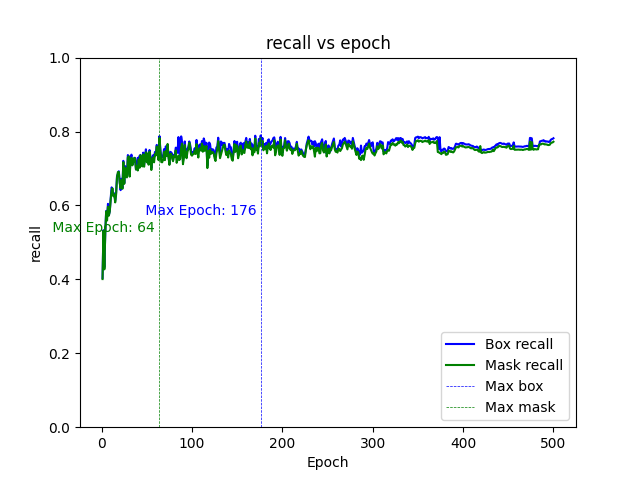 recall vs epoch
1.0
0.8
0.6
0.4
0.2
0.0
recall
Max Epoch: 176
Max Epoch: 64
Box recall
Mask recall
Max box
Max mask
0
100
200
300
400
500
Epoch